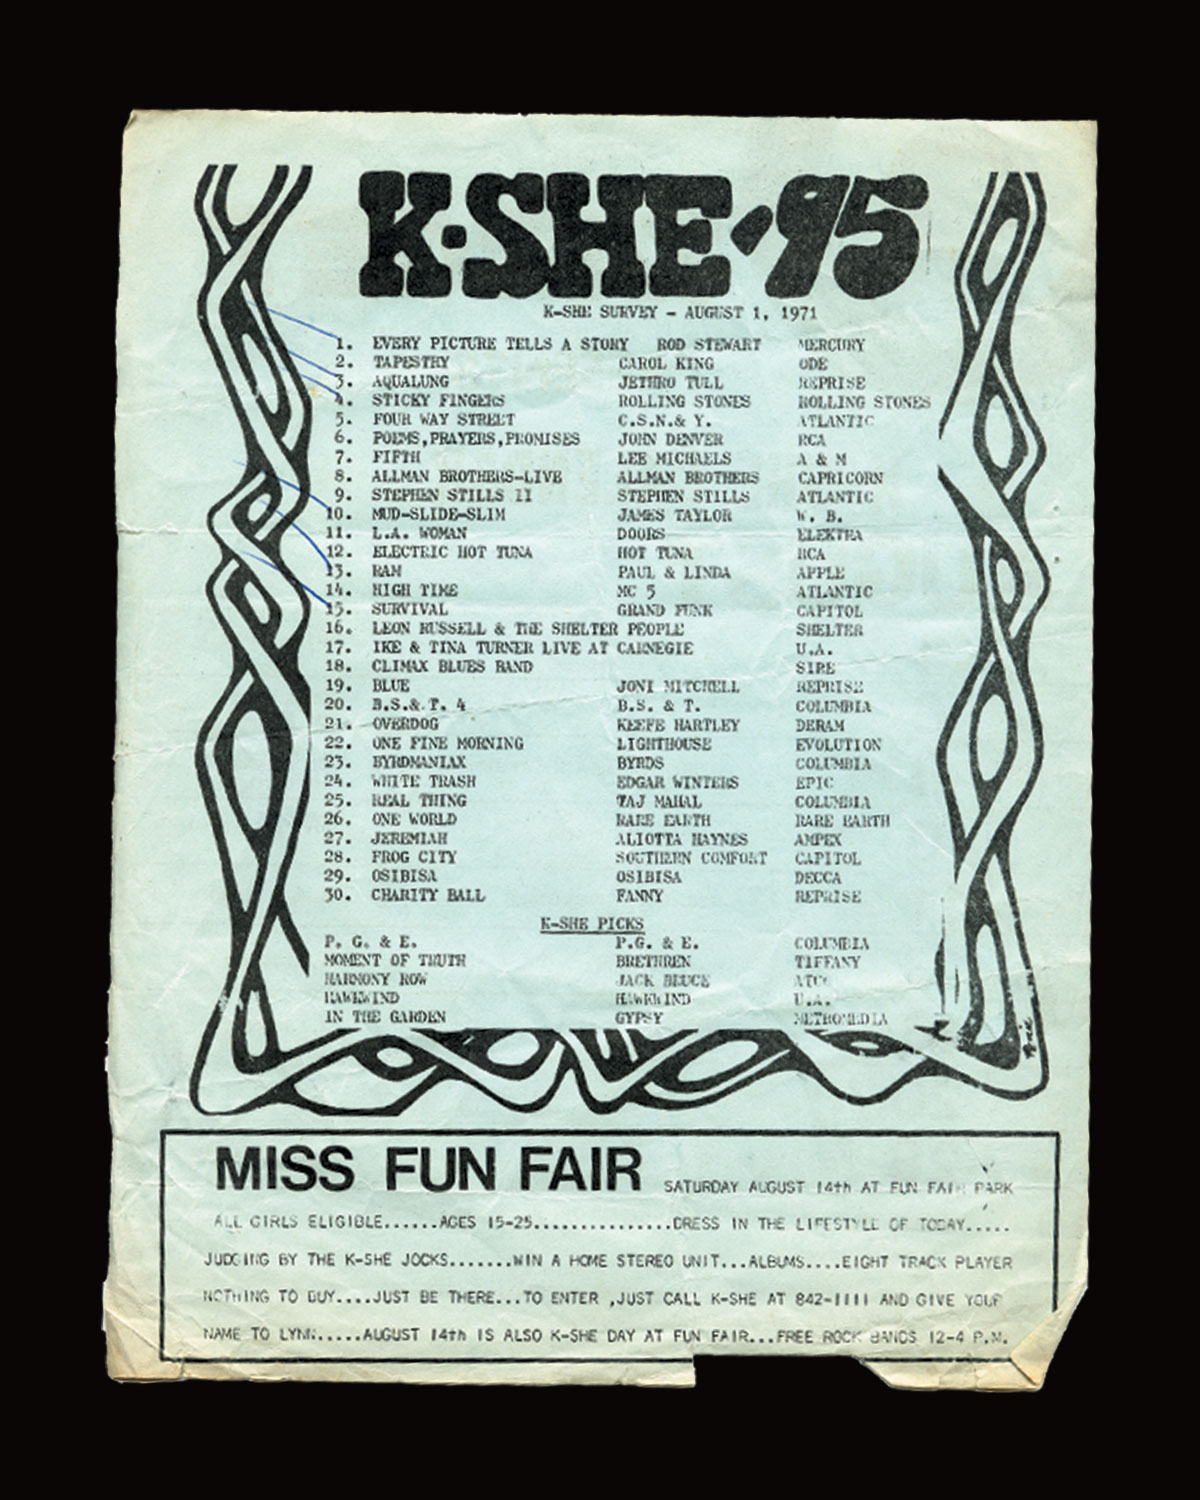 K·SHE·95
K-SHE SURVEY - AUGUST 1, 1971
1. EVERY PICTURE TELLS A STORY ROD STEWART MERCURY
2. TAPESTRY CAROL KING ODE
3. AQUALUNG JETHRO TULL REPRISE
4. STICKY FINGERS ROLLING STONES ROLLING STONES
5. FOUR WAY STREET C.S.N.& Y. ATLANTIC
6. POEMS,PRAYERS,PROMISES JOHN DENVER RCA
7. FIFTH LEE MICHAELS A & M
8. ALLMAN BROTHERS-LIVE ALLMAN BROTHERS CAPRICORN
9. STEPHEN STILLS II STEPHEN STILLS ATLANTIC
10. MUD-SLIDE-SLIM JAMES TAYLOR W. B.
11. L.A. WOMAN DOORS ELEKTRA
12. ELECTRIC HOT TUNA HOT TUNA RCA
13. RAM PAUL & LINDA APPLE
14. HIGH TIME MC 5 ATLANTIC
15. SURVIVAL GRAND FUNK CAPITOL
16. LEON RUSSELL & THE SHELTER PEOPLE SHELTER
17. IKE & TINA TURNER LIVE AT CARNEGIE U.A.
18. CLIMAX BLUES BAND SIRE
19. BLUE JONI MITCHELL REPRISE
20. B.S.& T. 4 B.S. & T. COLUMBIA
21. OVERDOG KEEFE HARTLEY DERAM
22. ONE FINE MORNING LIGHTHOUSE EVOLUTION
23. BYRDMANIAX BYRDS COLUMBIA
24. WHITE TRASH EDGAR WINTERS EPIC
25. REAL THING TAJ MAHAL COLUMBIA
26. ONE WORLD RARE EARTH RARE EARTH
27. JEREMIAH ALIOTTA HAYNES AMPEX
28. FROG CITY SOUTHERN COMFORT CAPITOL
29. OSIBISA OSIBISA DECCA
30. CHARITY BALL FANNY REPRISE
K-SHE PICKS
P. G. & E. P.G. & E. COLUMBIA
MOMENT OF TRUTH BRETHREN TIFFANY
HARMONY ROW JACK BRUCE ATCO
HAWKWIND HAWKWIND U.A.
IN THE GARDEN GYPSY METROMEDIA
MISS FUN FAIR SATURDAY AUGUST 14th AT FUN FAIR PARK
ALL GIRLS ELIGIBLE......AGES 15-25...............DRESS IN THE LIFESTYLE OF TODAY.....
JUDGING BY THE K-SHE JOCKS.......WIN A HOME STEREO UNIT...ALBUMS....EIGHT TRACK PLAYER
NOTHING TO BUY....JUST BE THERE...TO ENTER ,JUST CALL K-SHE AT 842-1111 AND GIVE YOUR
NAME TO LYNN.....AUGUST 14th IS ALSO K-SHE DAY AT FUN FAIR...FREE ROCK BANDS 12-4 P.M.